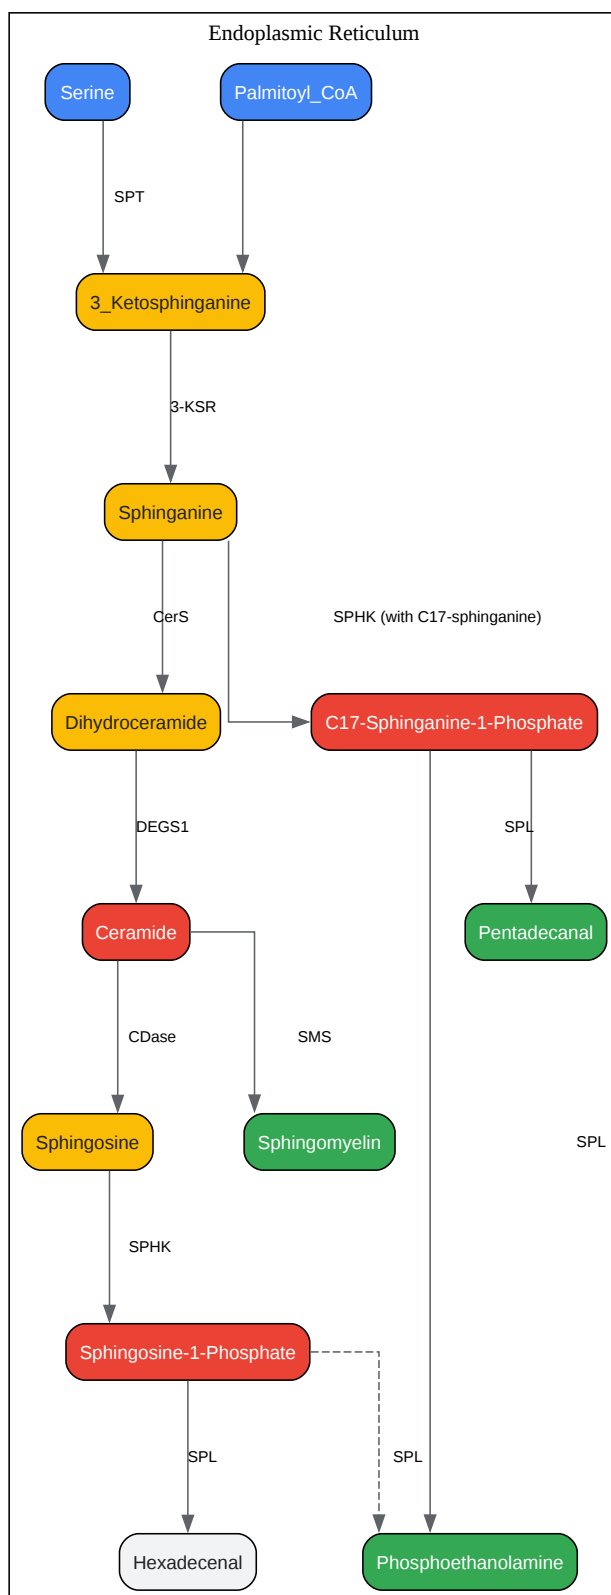 Endoplasmic Reticulum
Serine
Palmitoyl_CoA
SPT
3_Ketosphinganine
3-KSR
Sphinganine
CerS
SPHK (with C17-sphinganine)
Dihydroceramide
C17-Sphinganine-1-Phosphate
DEGS1
SPL
Ceramide
Pentadecanal
CDase
SMS
Sphingosine
Sphingomyelin
SPL
SPHK
Sphingosine-1-Phosphate
SPL
SPL
Hexadecenal
Phosphoethanolamine